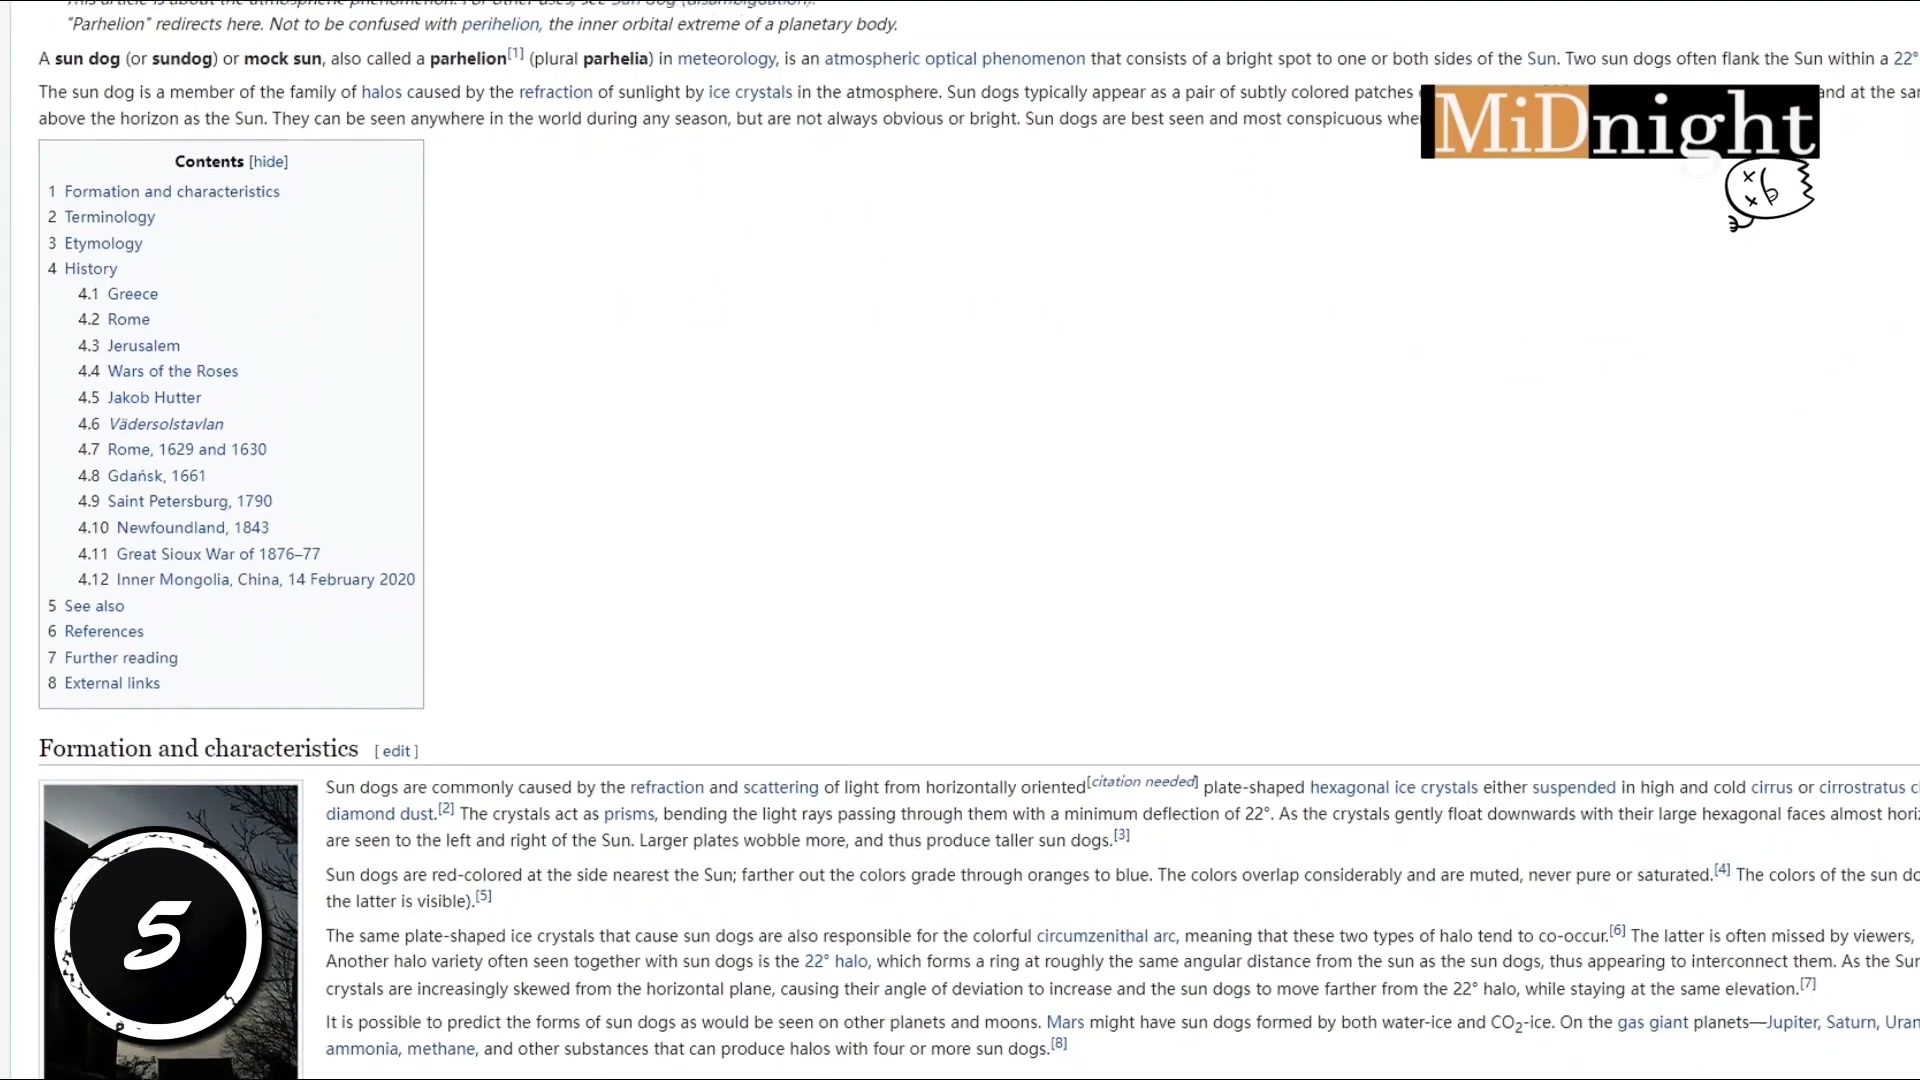 "Parhelion" redirects here. Not to be confused with perihelion, the inner orbital extreme of a planetary body.
A sun dog (or sundog) or mock sun, also called a parhelion[1] (plural parhelia) in meteorology, is an atmospheric optical phenomenon that consists of a bright spot to one or both sides of the Sun. Two sun dogs often flank the Sun within a 22°
The sun dog is a member of the family of halos caused by the refraction of sunlight by ice crystals in the atmosphere. Sun dogs typically appear as a pair of subtly colored patches and at the sa
above the horizon as the Sun. They can be seen anywhere in the world during any season, but are not always obvious or bright. Sun dogs are best seen and most conspicuous whe
MiDnight
Contents [hide]
1 Formation and characteristics
2 Terminology
3 Etymology
4 History
4.1 Greece
4.2 Rome
4.3 Jerusalem
4.4 Wars of the Roses
4.5 Jakob Hutter
4.6 Vädersolstavlan
4.7 Rome, 1629 and 1630
4.8 Gdańsk, 1661
4.9 Saint Petersburg, 1790
4.10 Newfoundland, 1843
4.11 Great Sioux War of 1876–77
4.12 Inner Mongolia, China, 14 February 2020
5 See also
6 References
7 Further reading
8 External links
Formation and characteristics [ edit ]
Sun dogs are commonly caused by the refraction and scattering of light from horizontally oriented[citation needed] plate-shaped hexagonal ice crystals either suspended in high and cold cirrus or cirrostratus c
diamond dust.[2] The crystals act as prisms, bending the light rays passing through them with a minimum deflection of 22°. As the crystals gently float downwards with their large hexagonal faces almost hori
are seen to the left and right of the Sun. Larger plates wobble more, and thus produce taller sun dogs.[3]
Sun dogs are red-colored at the side nearest the Sun; farther out the colors grade through oranges to blue. The colors overlap considerably and are muted, never pure or saturated.[4] The colors of the sun do
the latter is visible).[5]
The same plate-shaped ice crystals that cause sun dogs are also responsible for the colorful circumzenithal arc, meaning that these two types of halo tend to co-occur.[6] The latter is often missed by viewers,
Another halo variety often seen together with sun dogs is the 22° halo, which forms a ring at roughly the same angular distance from the sun as the sun dogs, thus appearing to interconnect them. As the Sun
crystals are increasingly skewed from the horizontal plane, causing their angle of deviation to increase and the sun dogs to move farther from the 22° halo, while staying at the same elevation.[7]
It is possible to predict the forms of sun dogs as would be seen on other planets and moons. Mars might have sun dogs formed by both water-ice and CO2-ice. On the gas giant planets—Jupiter, Saturn, Uran
ammonia, methane, and other substances that can produce halos with four or more sun dogs.[8]
5